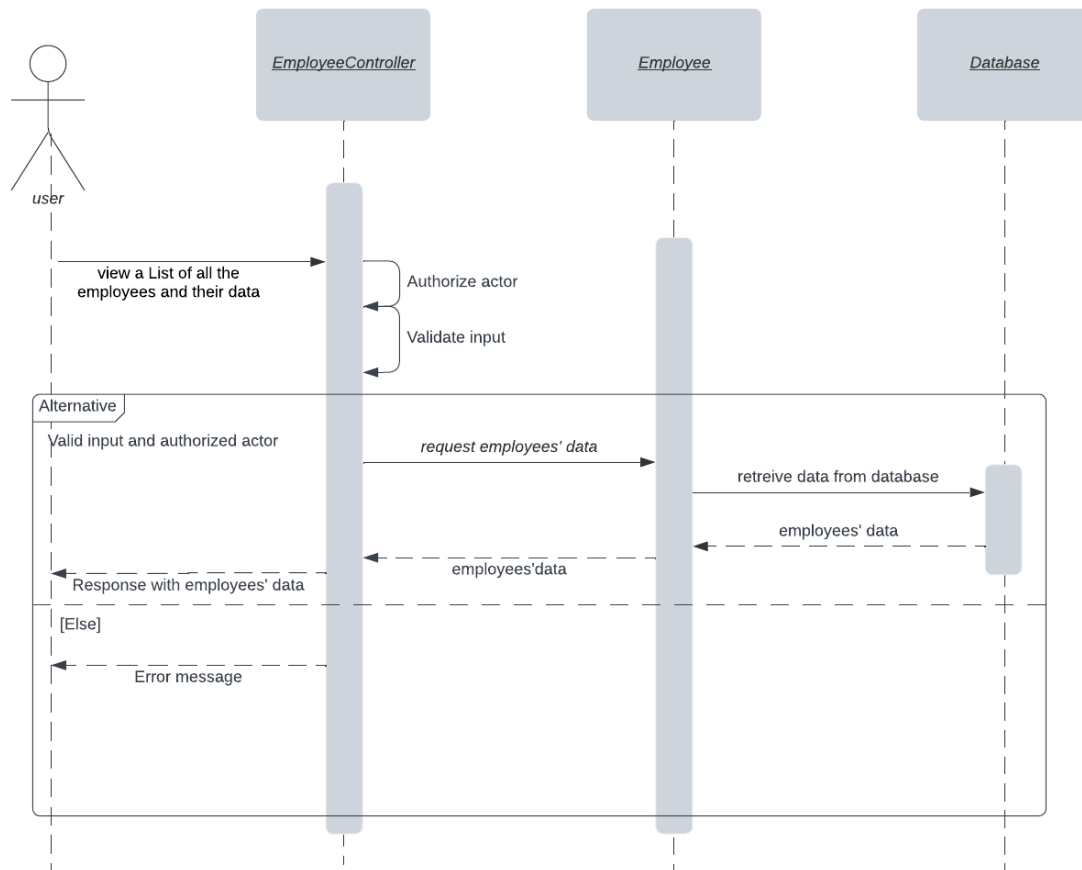 EmployeeController
Employee
Database
user
view a List of all the
employees and their data
Authorize actor
Validate input
Alternative
Valid input and authorized actor
request employees' data
retreive data from database
employees' data
employees'data
Response with employees' data
[Else]
Error message